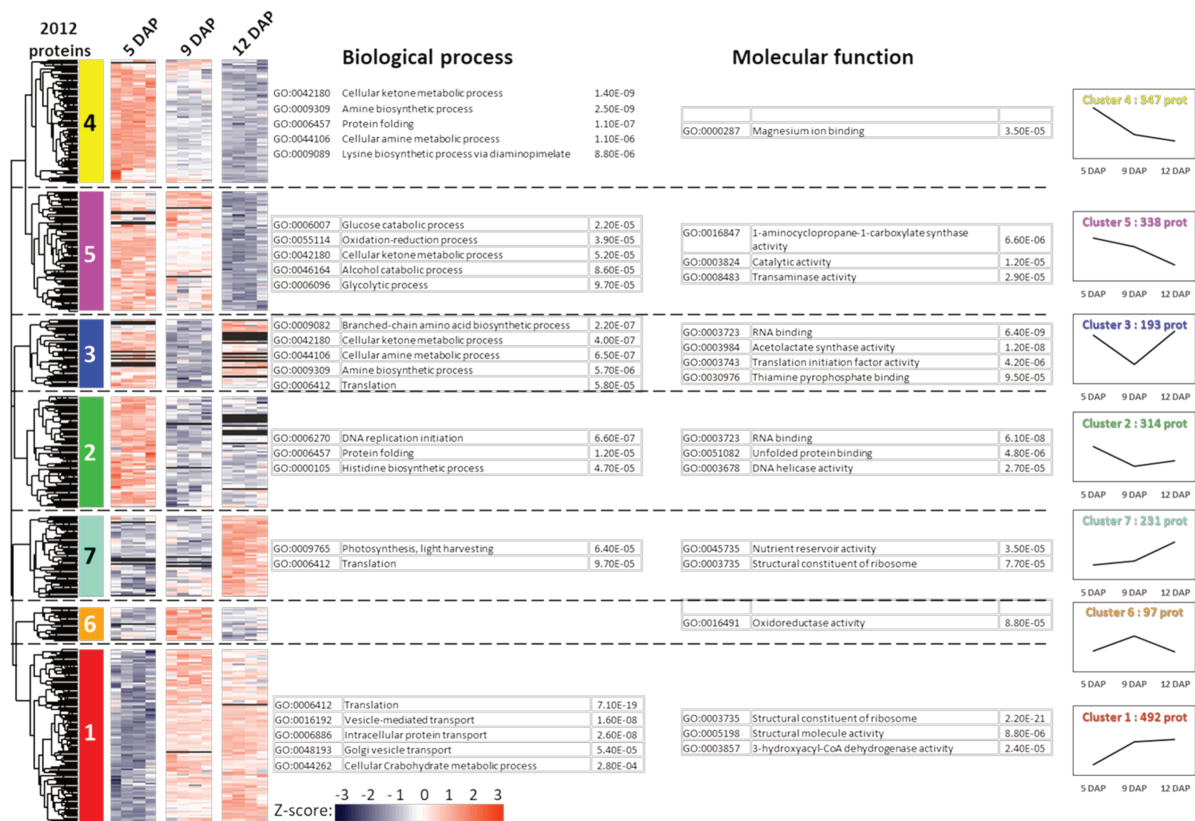 2012
proteins
5 DAP
9 DAP
12 DAP
Biological process
Molecular function
4
GO:0042180 Cellular ketone metabolic process 1.40E-09
GO:0009309 Amine biosynthetic process 2.50E-09
GO:0006457 Protein folding 1.10E-07
GO:0044106 Cellular amine metabolic process 1.10E-06
GO:0009089 Lysine biosynthetic process via diaminopimelate 8.80E-06
GO:0000287 Magnesium ion binding 3.50E-05
Cluster 4 : 347 prot
5 DAP 9 DAP 12 DAP
5
GO:0006007 Glucose catabolic process 2.20E-05
GO:0055114 Oxidation-reduction process 3.90E-05
GO:0042180 Cellular ketone metabolic process 5.20E-05
GO:0046164 Alcohol catabolic process 8.60E-05
GO:0006096 Glycolytic process 9.70E-05
GO:0016847 1-aminocyclopropane-1-carboxylate synthase
activity 6.60E-06
GO:0003824 Catalytic activity 1.20E-05
GO:0008483 Transaminase activity 2.90E-05
Cluster 5 : 338 prot
5 DAP 9 DAP 12 DAP
3
GO:0009082 Branched-chain amino acid biosynthetic process 2.20E-07
GO:0042180 Cellular ketone metabolic process 4.00E-07
GO:0044106 Cellular amine metabolic process 6.50E-07
GO:0009309 Amine biosynthetic process 5.70E-06
GO:0006412 Translation 5.80E-05
GO:0003723 RNA binding 6.40E-09
GO:0003984 Acetolactate synthase activity 1.20E-08
GO:0003743 Translation initiation factor activity 4.20E-06
GO:0030976 Thiamine pyrophosphate binding 9.50E-05
Cluster 3 : 193 prot
5 DAP 9 DAP 12 DAP
2
GO:0006270 DNA replication initiation 6.60E-07
GO:0006457 Protein folding 1.20E-05
GO:0000105 Histidine biosynthetic process 4.70E-05
GO:0003723 RNA binding 6.10E-08
GO:0051082 Unfolded protein binding 4.80E-06
GO:0003678 DNA helicase activity 2.70E-05
Cluster 2 : 314 prot
5 DAP 9 DAP 12 DAP
7
GO:0009765 Photosynthesis, light harvesting 6.40E-05
GO:0006412 Translation 9.70E-05
GO:0045735 Nutrient reservoir activity 3.50E-05
GO:0003735 Structural constituent of ribosome 7.70E-05
Cluster 7 : 231 prot
5 DAP 9 DAP 12 DAP
6
GO:0016491 Oxidoreductase activity 8.80E-05
Cluster 6 : 97 prot
5 DAP 9 DAP 12 DAP
1
GO:0006412 Translation 7.10E-19
GO:0016192 Vesicle-mediated transport 1.60E-08
GO:0006886 Intracellular protein transport 2.60E-08
GO:0048193 Golgi vesicle transport 5.40E-05
GO:0044262 Cellular Crabohydrate metabolic process 2.80E-04
GO:0003735 Structural constituent of ribosome 2.20E-21
GO:0005198 Structural molecule activity 8.80E-06
GO:0003857 3-hydroxyacyl-CoA dehydrogenase activity 2.40E-05
Cluster 1 : 492 prot
5 DAP 9 DAP 12 DAP
-3 -2 -1 0 1 2 3
Z-score: